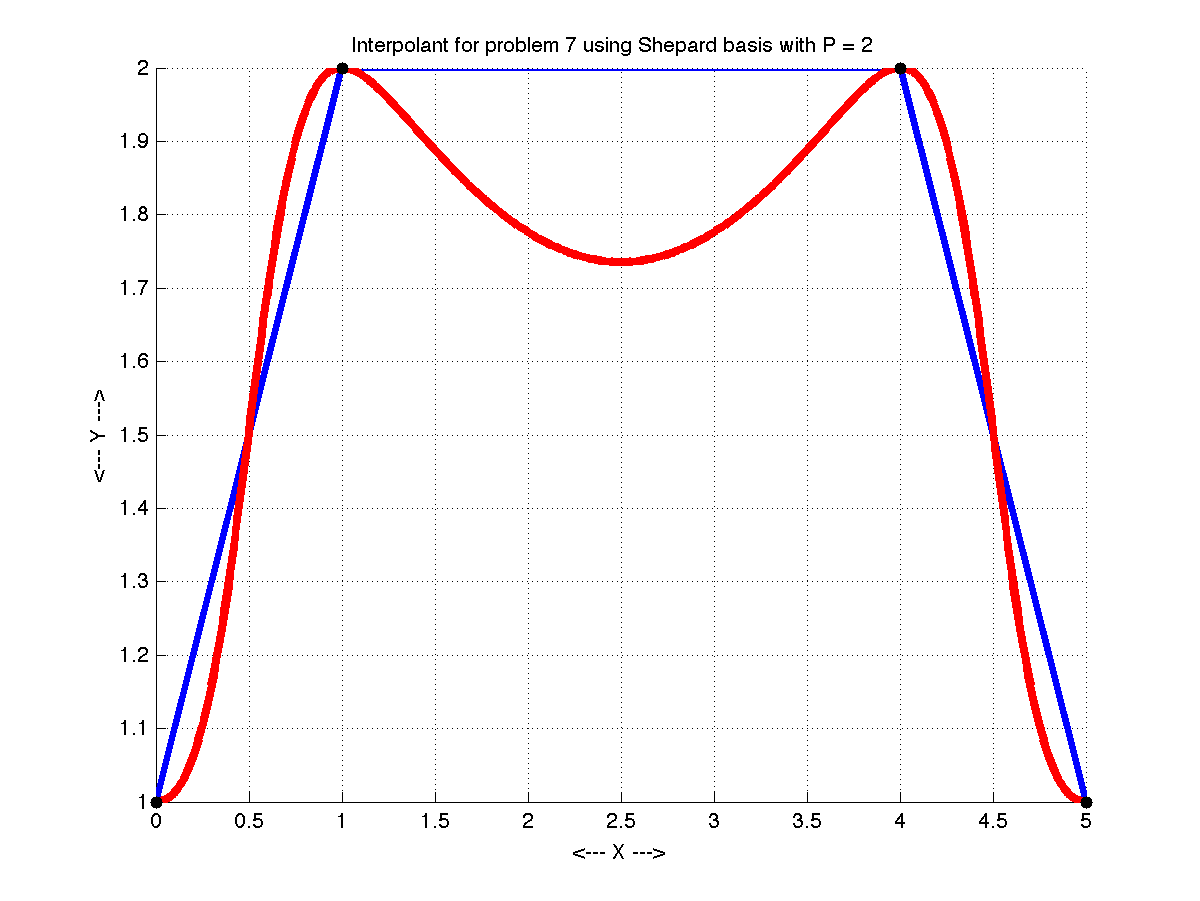 Interpolant for problem 7 using Shepard basis with P = 2
2
1.9
1.8
1.7
1.6
1.5
1.4
1.3
1.2
1.1
1
<--- Y --->
0 0.5 1 1.5 2 2.5 3 3.5 4 4.5 5
<--- X --->